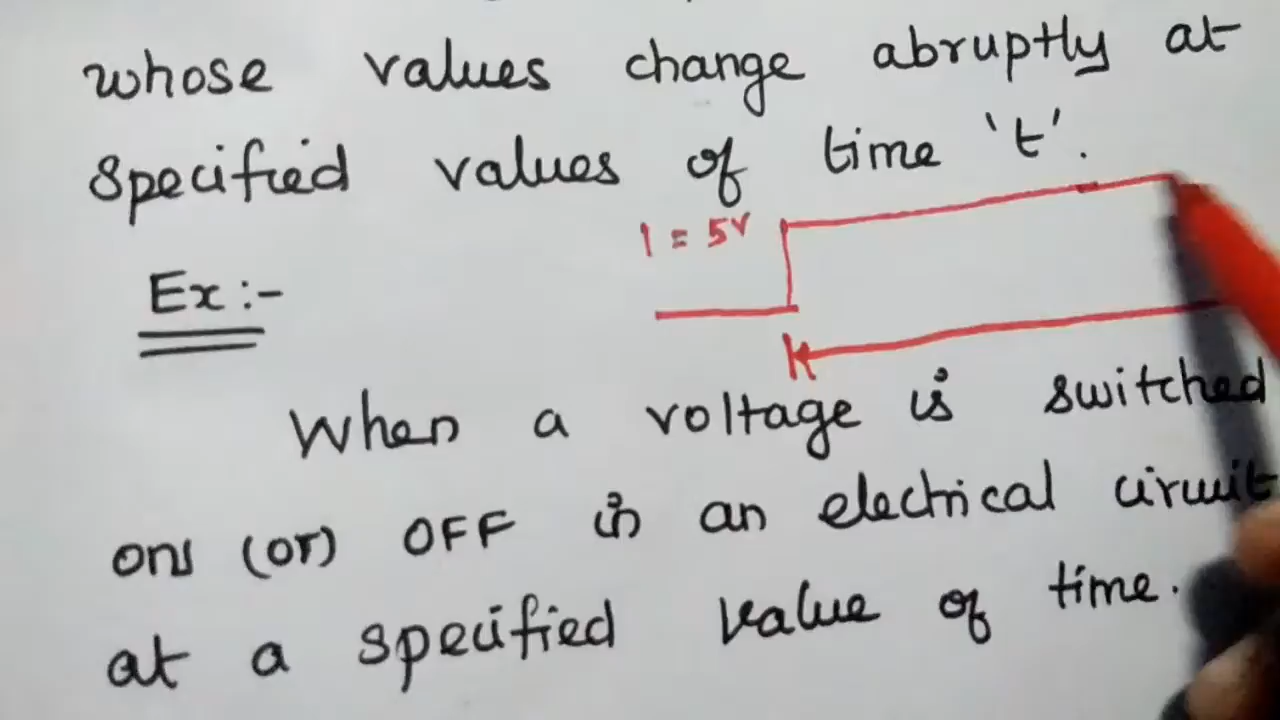 whose values change abruptly at
specified values of time 't'.
1 = 5V
Ex :-
When a voltage is switched
ON (or) OFF in an electrical circuit
at a specified value of time.